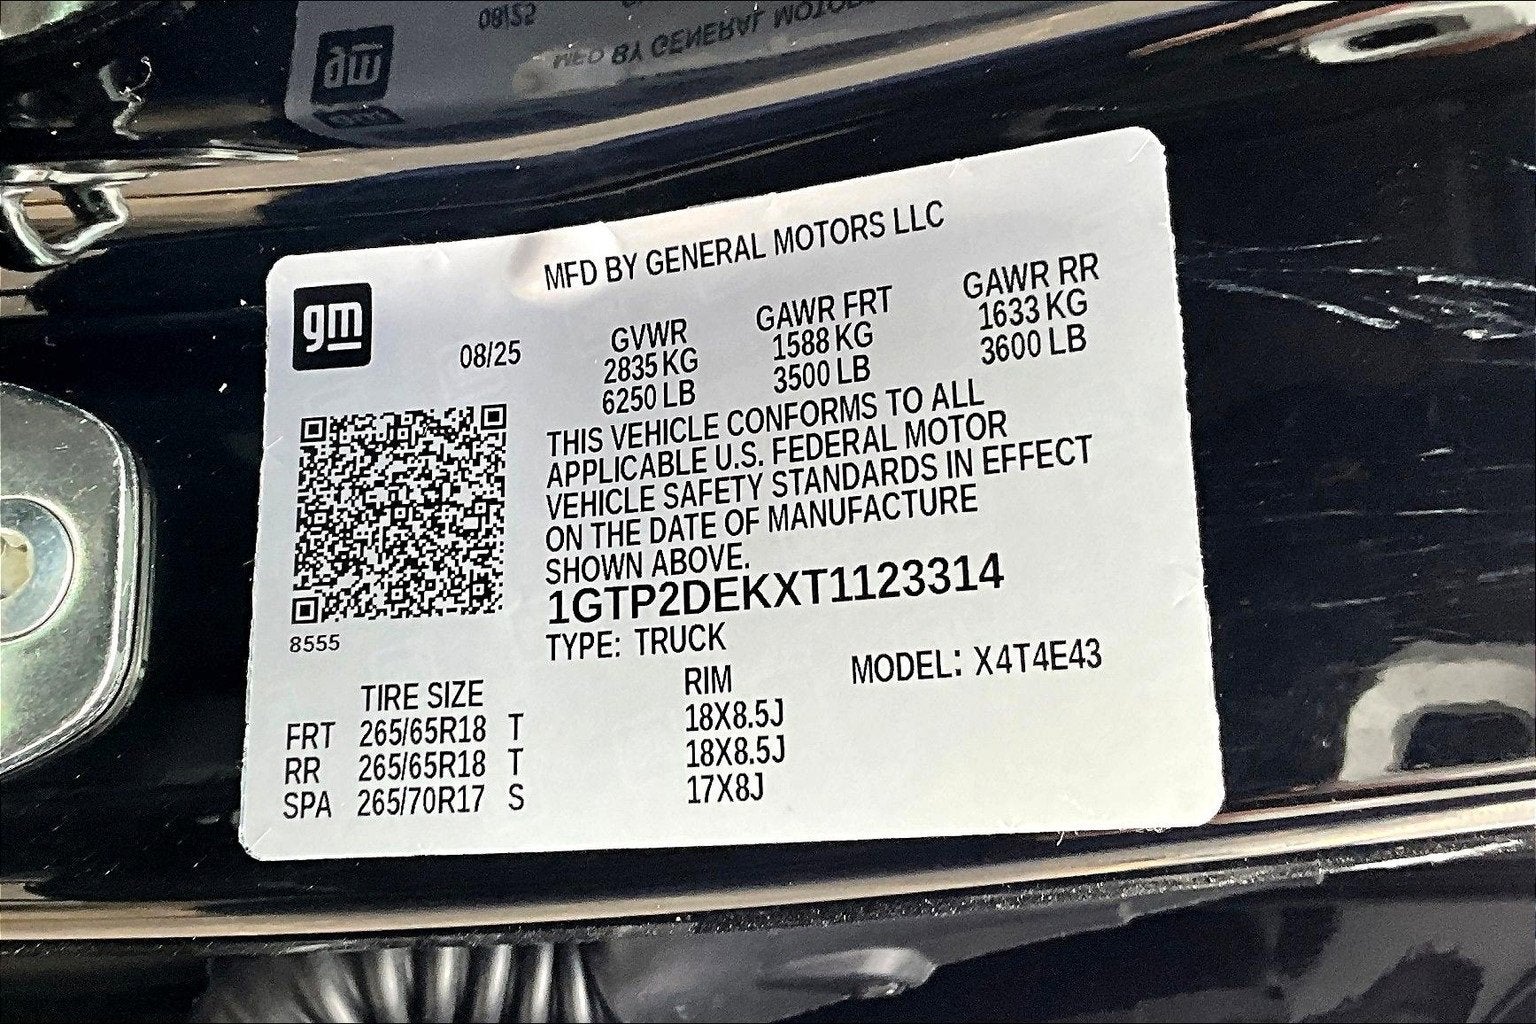 MFD BY GENERAL MOTORS LLC
gm
08/25
GVWR GAWR FRT GAWR RR
2835 KG 1588 KG 1633 KG
6250 LB 3500 LB 3600 LB
THIS VEHICLE CONFORMS TO ALL
APPLICABLE U.S. FEDERAL MOTOR
VEHICLE SAFETY STANDARDS IN EFFECT
ON THE DATE OF MANUFACTURE
SHOWN ABOVE.
1GTP2DEKXT1123314
8555
TYPE: TRUCK
MODEL: X4T4E43
TIRE SIZE RIM
FRT 265/65R18 T 18X8.5J
RR 265/65R18 T 18X8.5J
SPA 265/70R17 S 17X8J